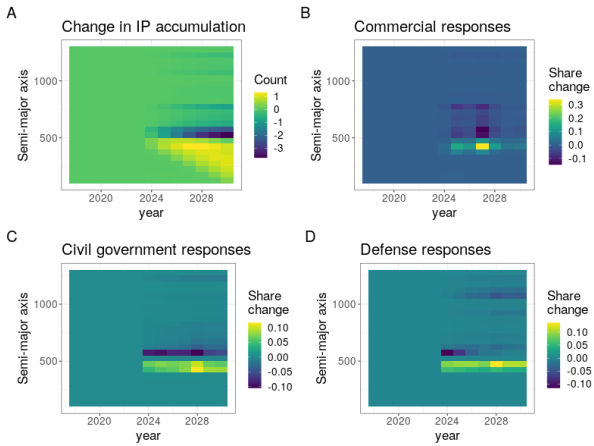 A
Change in IP accumulation
Semi-major axis
1000
500
2020 2024 2028
year
Count
1
0
-1
-2
-3
B
Commercial responses
Semi-major axis
1000
500
2020 2024 2028
year
Share
change
0.3
0.2
0.1
0.0
-0.1
C
Civil government responses
Semi-major axis
1000
500
2020 2024 2028
year
Share
change
0.10
0.05
0.00
-0.05
-0.10
D
Defense responses
Semi-major axis
1000
500
2020 2024 2028
year
Share
change
0.10
0.05
0.00
-0.05
-0.10